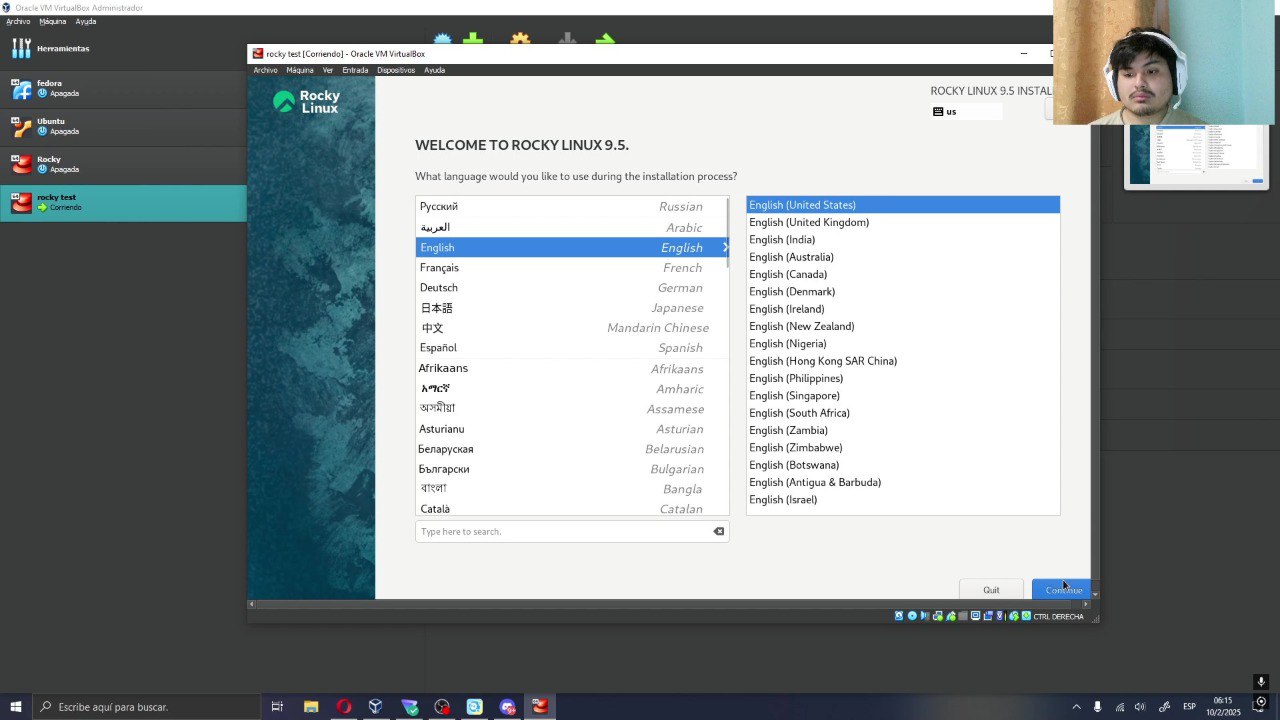 Oracle VM VirtualBox Administrador
Archivo Máquina Ayuda
Herramientas
fedora
Apagada
Ubuntu
Apagada
Rocky
Apagada
rocky test
Corriendo
rocky test [Corriendo] - Oracle VM VirtualBox
Archivo Máquina Ver Entrada Dispositivos Ayuda
Rocky
Linux
ROCKY LINUX 9.5 INSTAL
us
WELCOME TO ROCKY LINUX 9.5.
What language would you like to use during the installation process?
Русский Russian
العربية Arabic
English English
Français French
Deutsch German
日本語 Japanese
中文 Mandarin Chinese
Español Spanish
Afrikaans Afrikaans
አማርኛ Amharic
অসমীয়া Assamese
Asturianu Asturian
Беларуская Belarusian
Български Bulgarian
বাংলা Bangla
Català Catalan
Type here to search.
English (United States)
English (United Kingdom)
English (India)
English (Australia)
English (Canada)
English (Denmark)
English (Ireland)
English (New Zealand)
English (Nigeria)
English (Hong Kong SAR China)
English (Philippines)
English (Singapore)
English (South Africa)
English (Zambia)
English (Zimbabwe)
English (Botswana)
English (Antigua & Barbuda)
English (Israel)
Quit
Continue
CTRL DERECHA
Escribe aquí para buscar.
ESP
06:15
10/2/2025